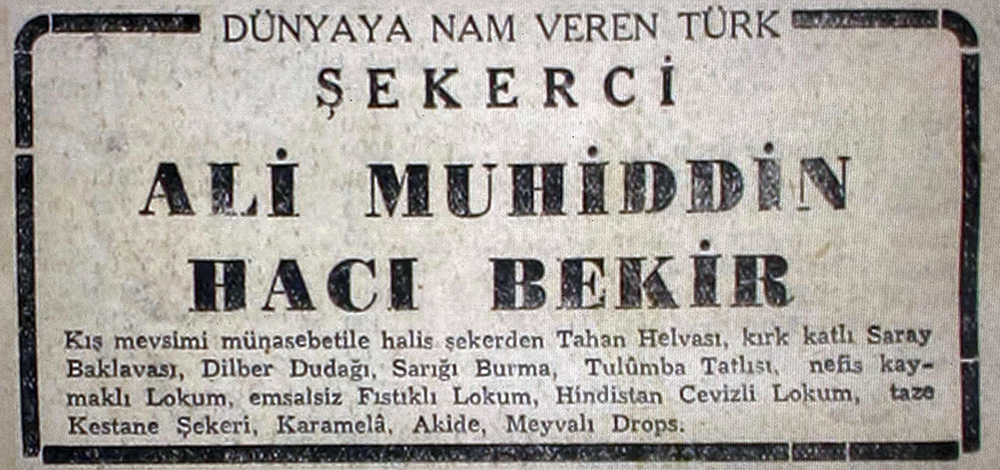 DÜNYAYA NAM VEREN TÜRK
ŞEKERCİ
ALİ MUHİDDİN
HACI BEKİR
Kış mevsimi münasebetile halis şekerden Tahan Helvası, kırk katlı Saray
Baklavası, Dilber Dudağı, Sarığı Burma, Tulûmba Tatlısı, nefis kay-
maklı Lokum, emsalsiz Fıstıklı Lokum, Hindistan Cevizli Lokum, taze
Kestane Şekeri, Karamelâ, Akide, Meyvalı Drops.